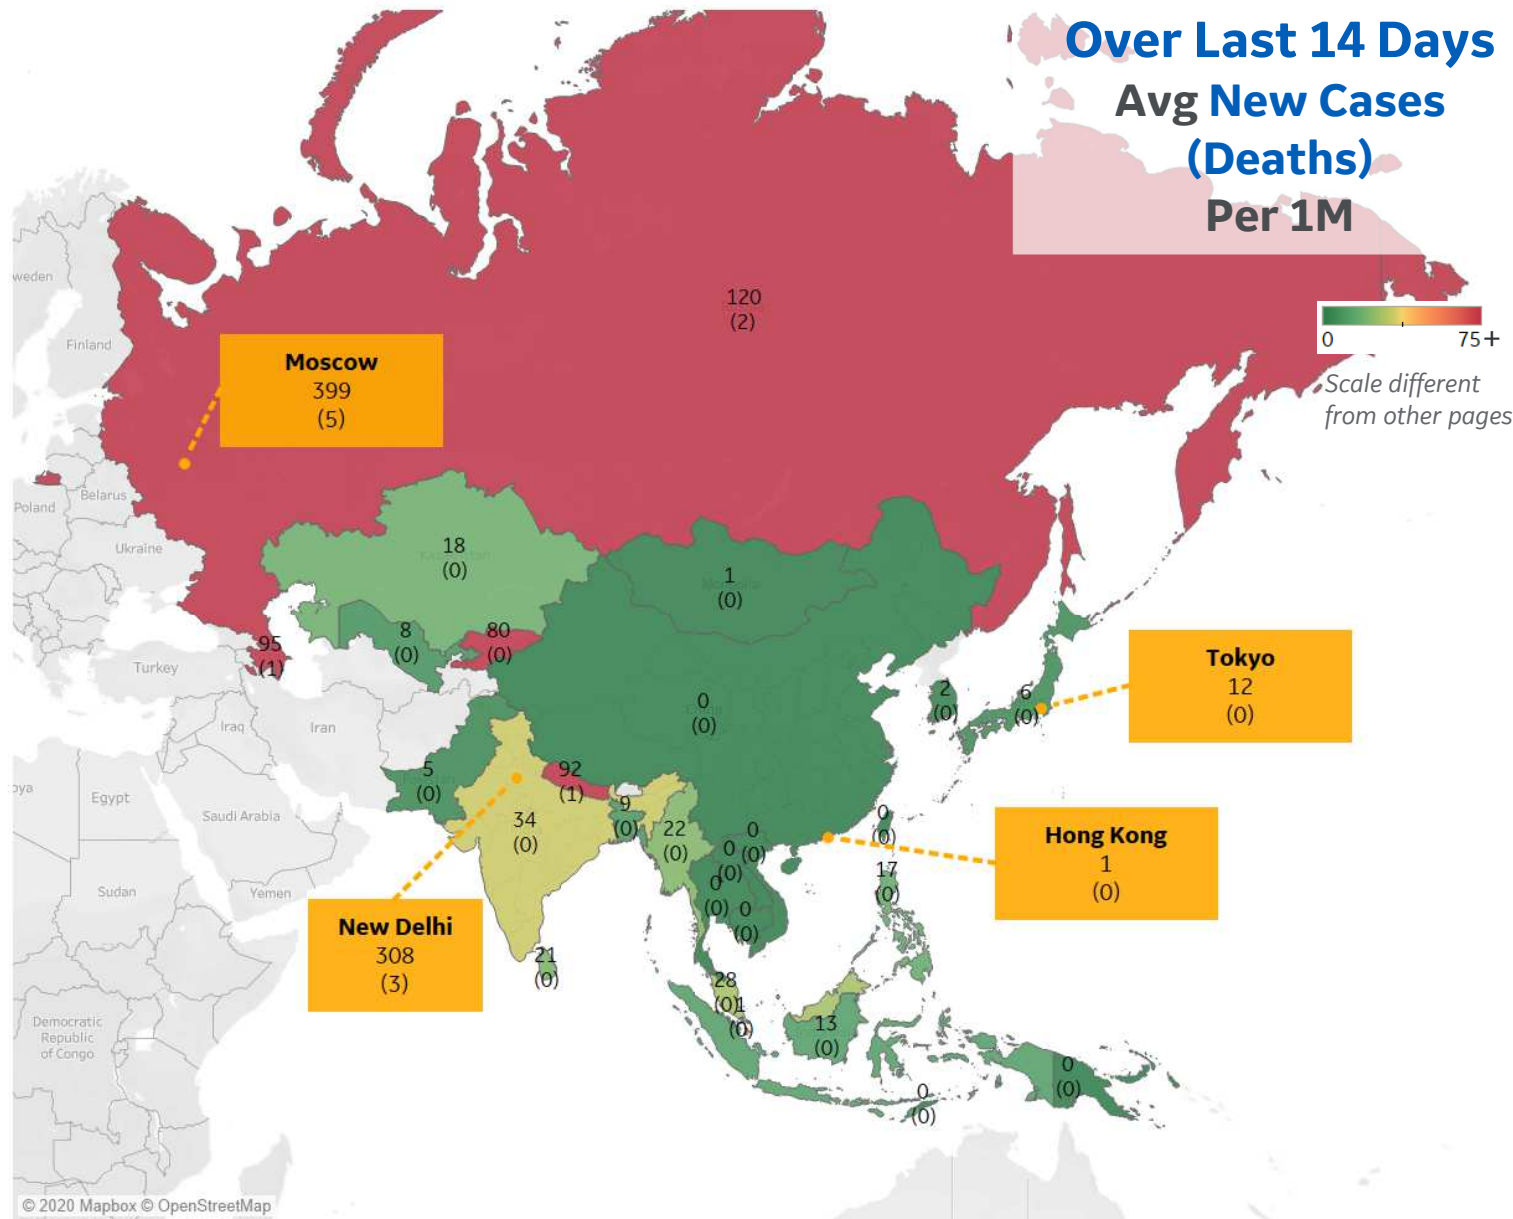 Over Last 14 Days
Avg New Cases
(Deaths)
Per 1M
0 75+
Scale different
from other pages
120
(2)
weden
Finland
Moscow
399
(5)
Belarus
Poland
Ukraine
18
(0)
1
(0)
95
(1)
8
(0)
80
(0)
Turkey
Tokyo
12
(0)
0
(0)
2
(0)
6
(0)
Iraq
Iran
5
(0)
92
(1)
9
(0)
34
(0)
22
(0)
Egypt
Saudi Arabia
oya
0
(0)
0
(0)
0
(0)
0
(0)
0
(0)
17
(0)
Hong Kong
1
(0)
Sudan
Yemen
New Delhi
308
(3)
21
(0)
28
(0)
1
(0)
13
(0)
Democratic
Republic
of Congo
0
(0)
0
(0)
© 2020 Mapbox © OpenStreetMap